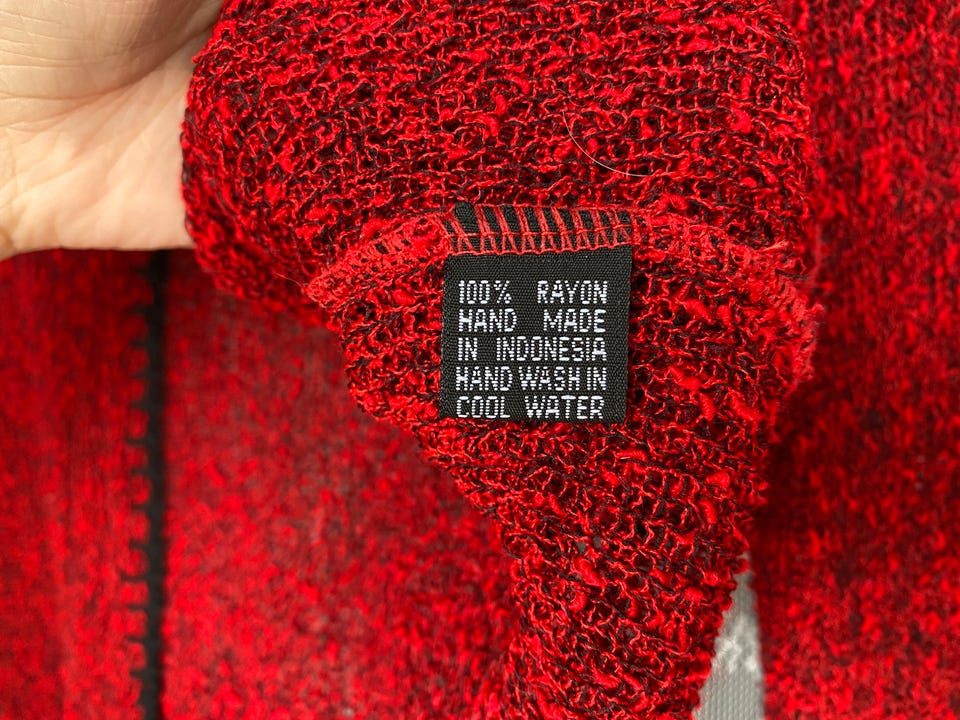 100% RAYON
HAND MADE
IN INDONESIA
HAND WASH IN
COOL WATER